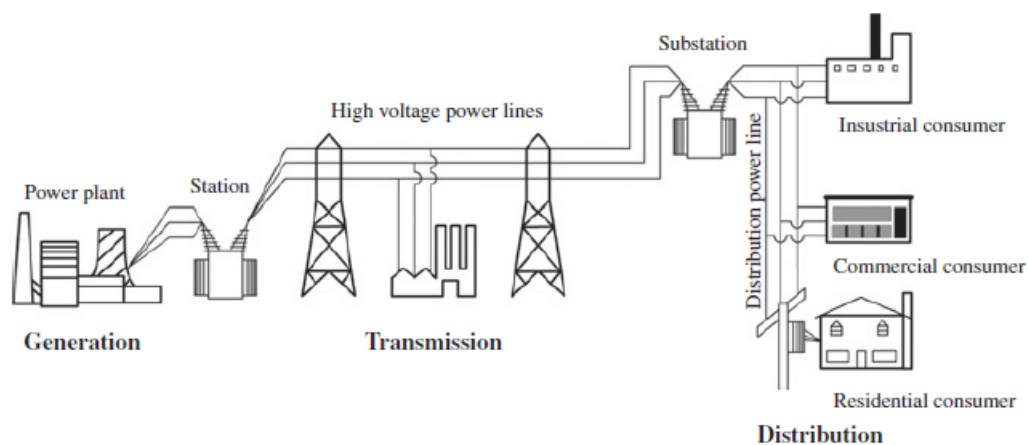 Substation
High voltage power lines
Insustrial consumer
Station
Power plant
Distribution power line
Commercial consumer
Generation
Transmission
Residential consumer
Distribution